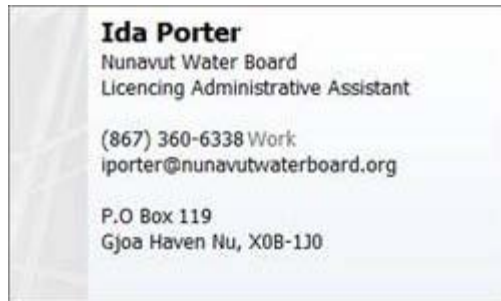 Ida Porter
Nunavut Water Board
Licencing Administrative Assistant
(867) 360-6338 Work
iporter@nunavutwaterboard.org
P.O Box 119
Gjoa Haven Nu, X0B-1J0